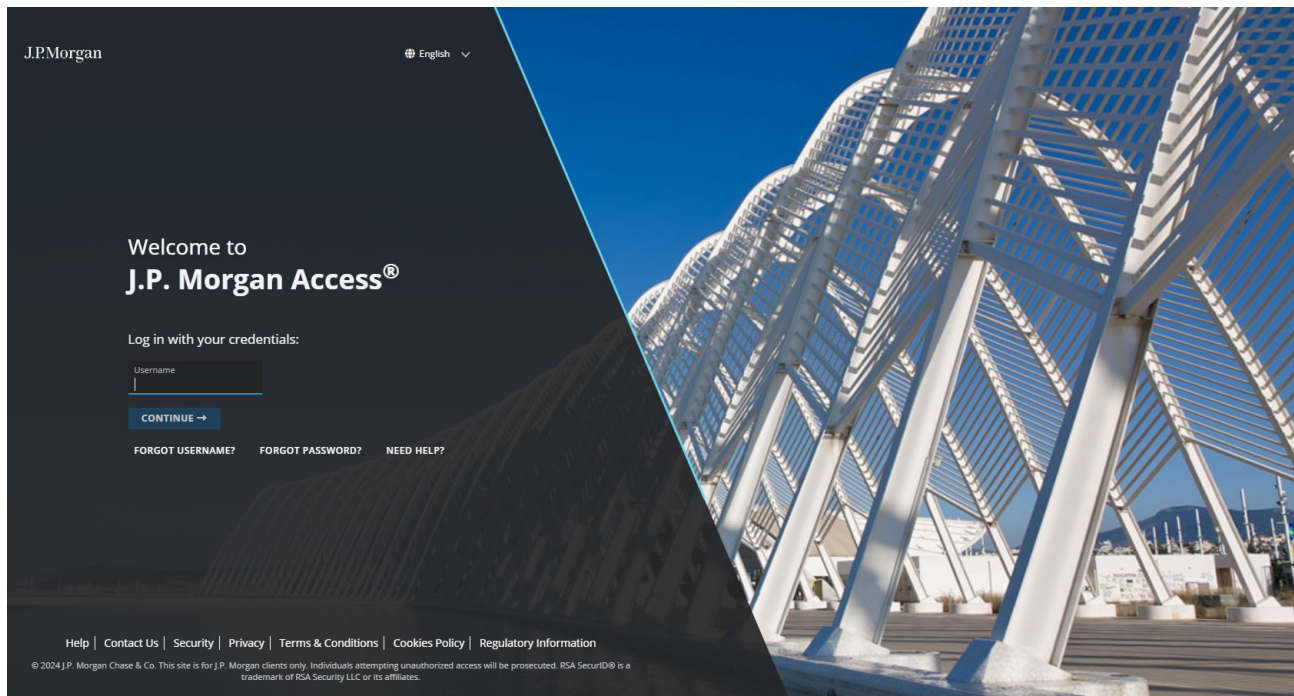 J.P.Morgan
English
Welcome to
J.P. Morgan Access®
Log in with your credentials:
Username
CONTINUE →
FORGOT USERNAME? FORGOT PASSWORD? NEED HELP?
Help | Contact Us | Security | Privacy | Terms & Conditions | Cookies Policy | Regulatory Information
© 2024 J.P. Morgan Chase & Co. This site is for J.P. Morgan clients only. Individuals attempting unauthorized access will be prosecuted. RSA SecurID® is a
trademark of RSA Security LLC or its affiliates.